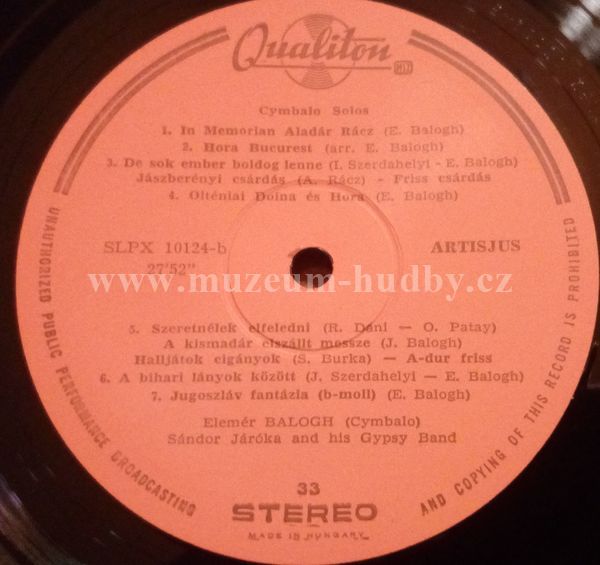 Qualiton
MLZ
Cymbalo Solos
1. In Memorian Aladár Rácz (E. Balogh)
2. Hora Bucurest (arr. E. Balogh)
3. De sok ember boldog lenne (I. Szerdahelyi - E. Balogh)
Jászberényi csárdás (A. Rácz) - Friss csárdás
4. Olténiai Doina és Hora (E. Balogh)
SLPX 10124-b ARTISJUS
27'52"
www.muzeum-hudby.cz
5. Szeretnélek elfeledni (R. Dani — O. Patay)
A kismadár elszállt messze (J. Balogh)
Halljátok cigányok (S. Burka) — A-dur friss
6. A bihari lányok között (J. Szerdahelyi — E. Balogh)
7. Jugoszláv fantázia (b-moll) (E. Balogh)
Elemér BALOGH (Cymbalo)
Sándor Járóka and his Gypsy Band
33
STEREO
MADE IN HUNGARY
UNAUTHORIZED PUBLIC PERFORMANCE BROADCASTING
AND COPYING OF THIS RECORD IS PROHIBITED